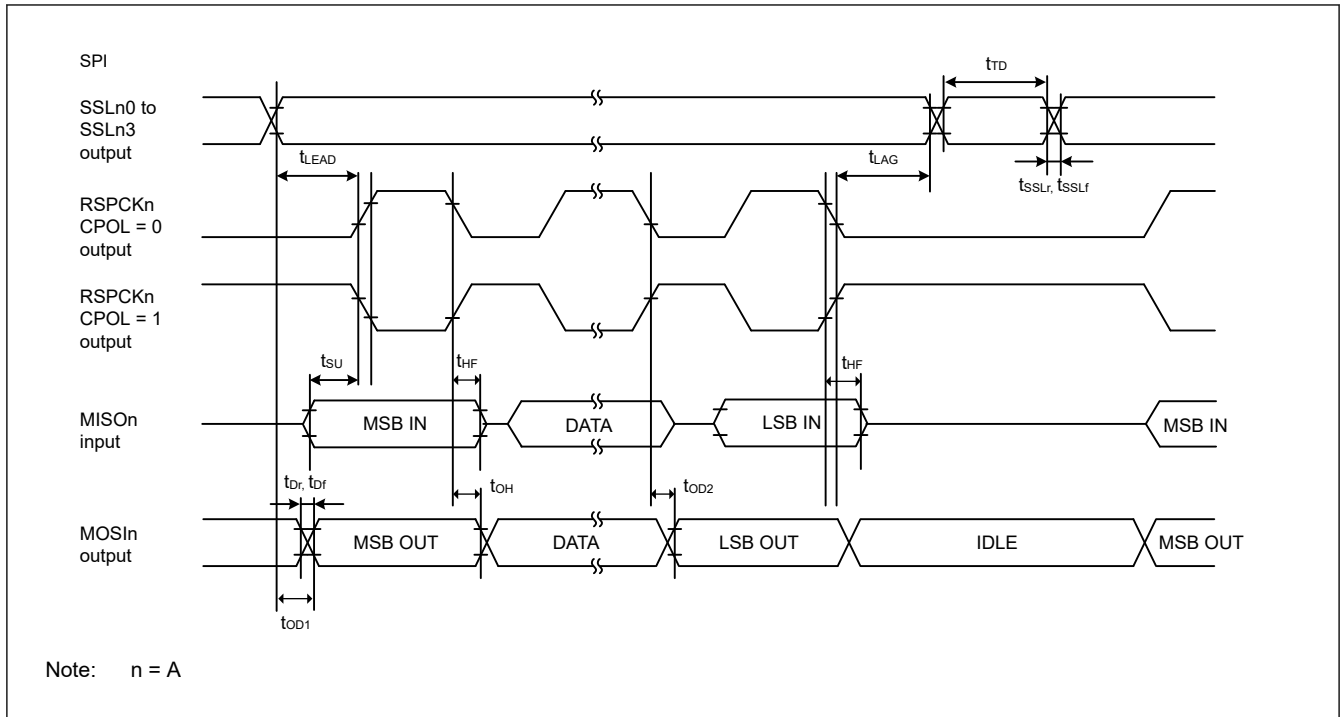 SPI
SSLn0 to
SSLn3
output
tTD
tLEAD
tLAG
tSSLr, tSSLf
RSPCKn
CPOL = 0
output
RSPCKn
CPOL = 1
output
tSU
tHF
tHF
MISOn
input
MSB IN
DATA
LSB IN
MSB IN
tDr, tDf
tOH
tOD2
MOSIn
output
MSB OUT
DATA
LSB OUT
IDLE
MSB OUT
tOD1
Note: n = A